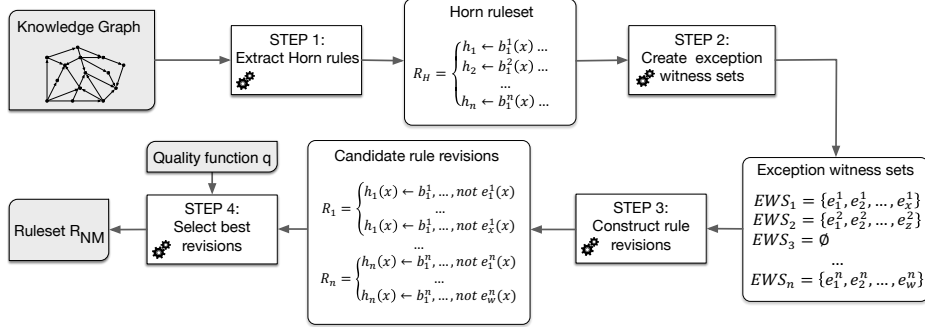 Knowledge Graph
STEP 1:
Extract Horn rules
Horn ruleset
R_H = { h_1 ← b_1^1(x) ...
h_2 ← b_1^2(x) ...
...
h_n ← b_1^n(x) ...
STEP 2:
Create exception
witness sets
Exception witness sets
EWS_1 = {e_1^1, e_2^1, ..., e_x^1}
EWS_2 = {e_1^2, e_2^2, ..., e_z^2}
EWS_3 = ∅
...
EWS_n = {e_1^n, e_2^n, ..., e_w^n}
STEP 3:
Construct rule
revisions
Candidate rule revisions
R_1 = { h_1(x) ← b_1^1, ..., not e_1^1(x)
...
h_1(x) ← b_1^1, ..., not e_x^1(x)
...
R_n = { h_n(x) ← b_1^n, ..., not e_1^n(x)
...
h_n(x) ← b_1^n, ..., not e_w^n(x)
Quality function q
STEP 4:
Select best
revisions
Ruleset R_NM